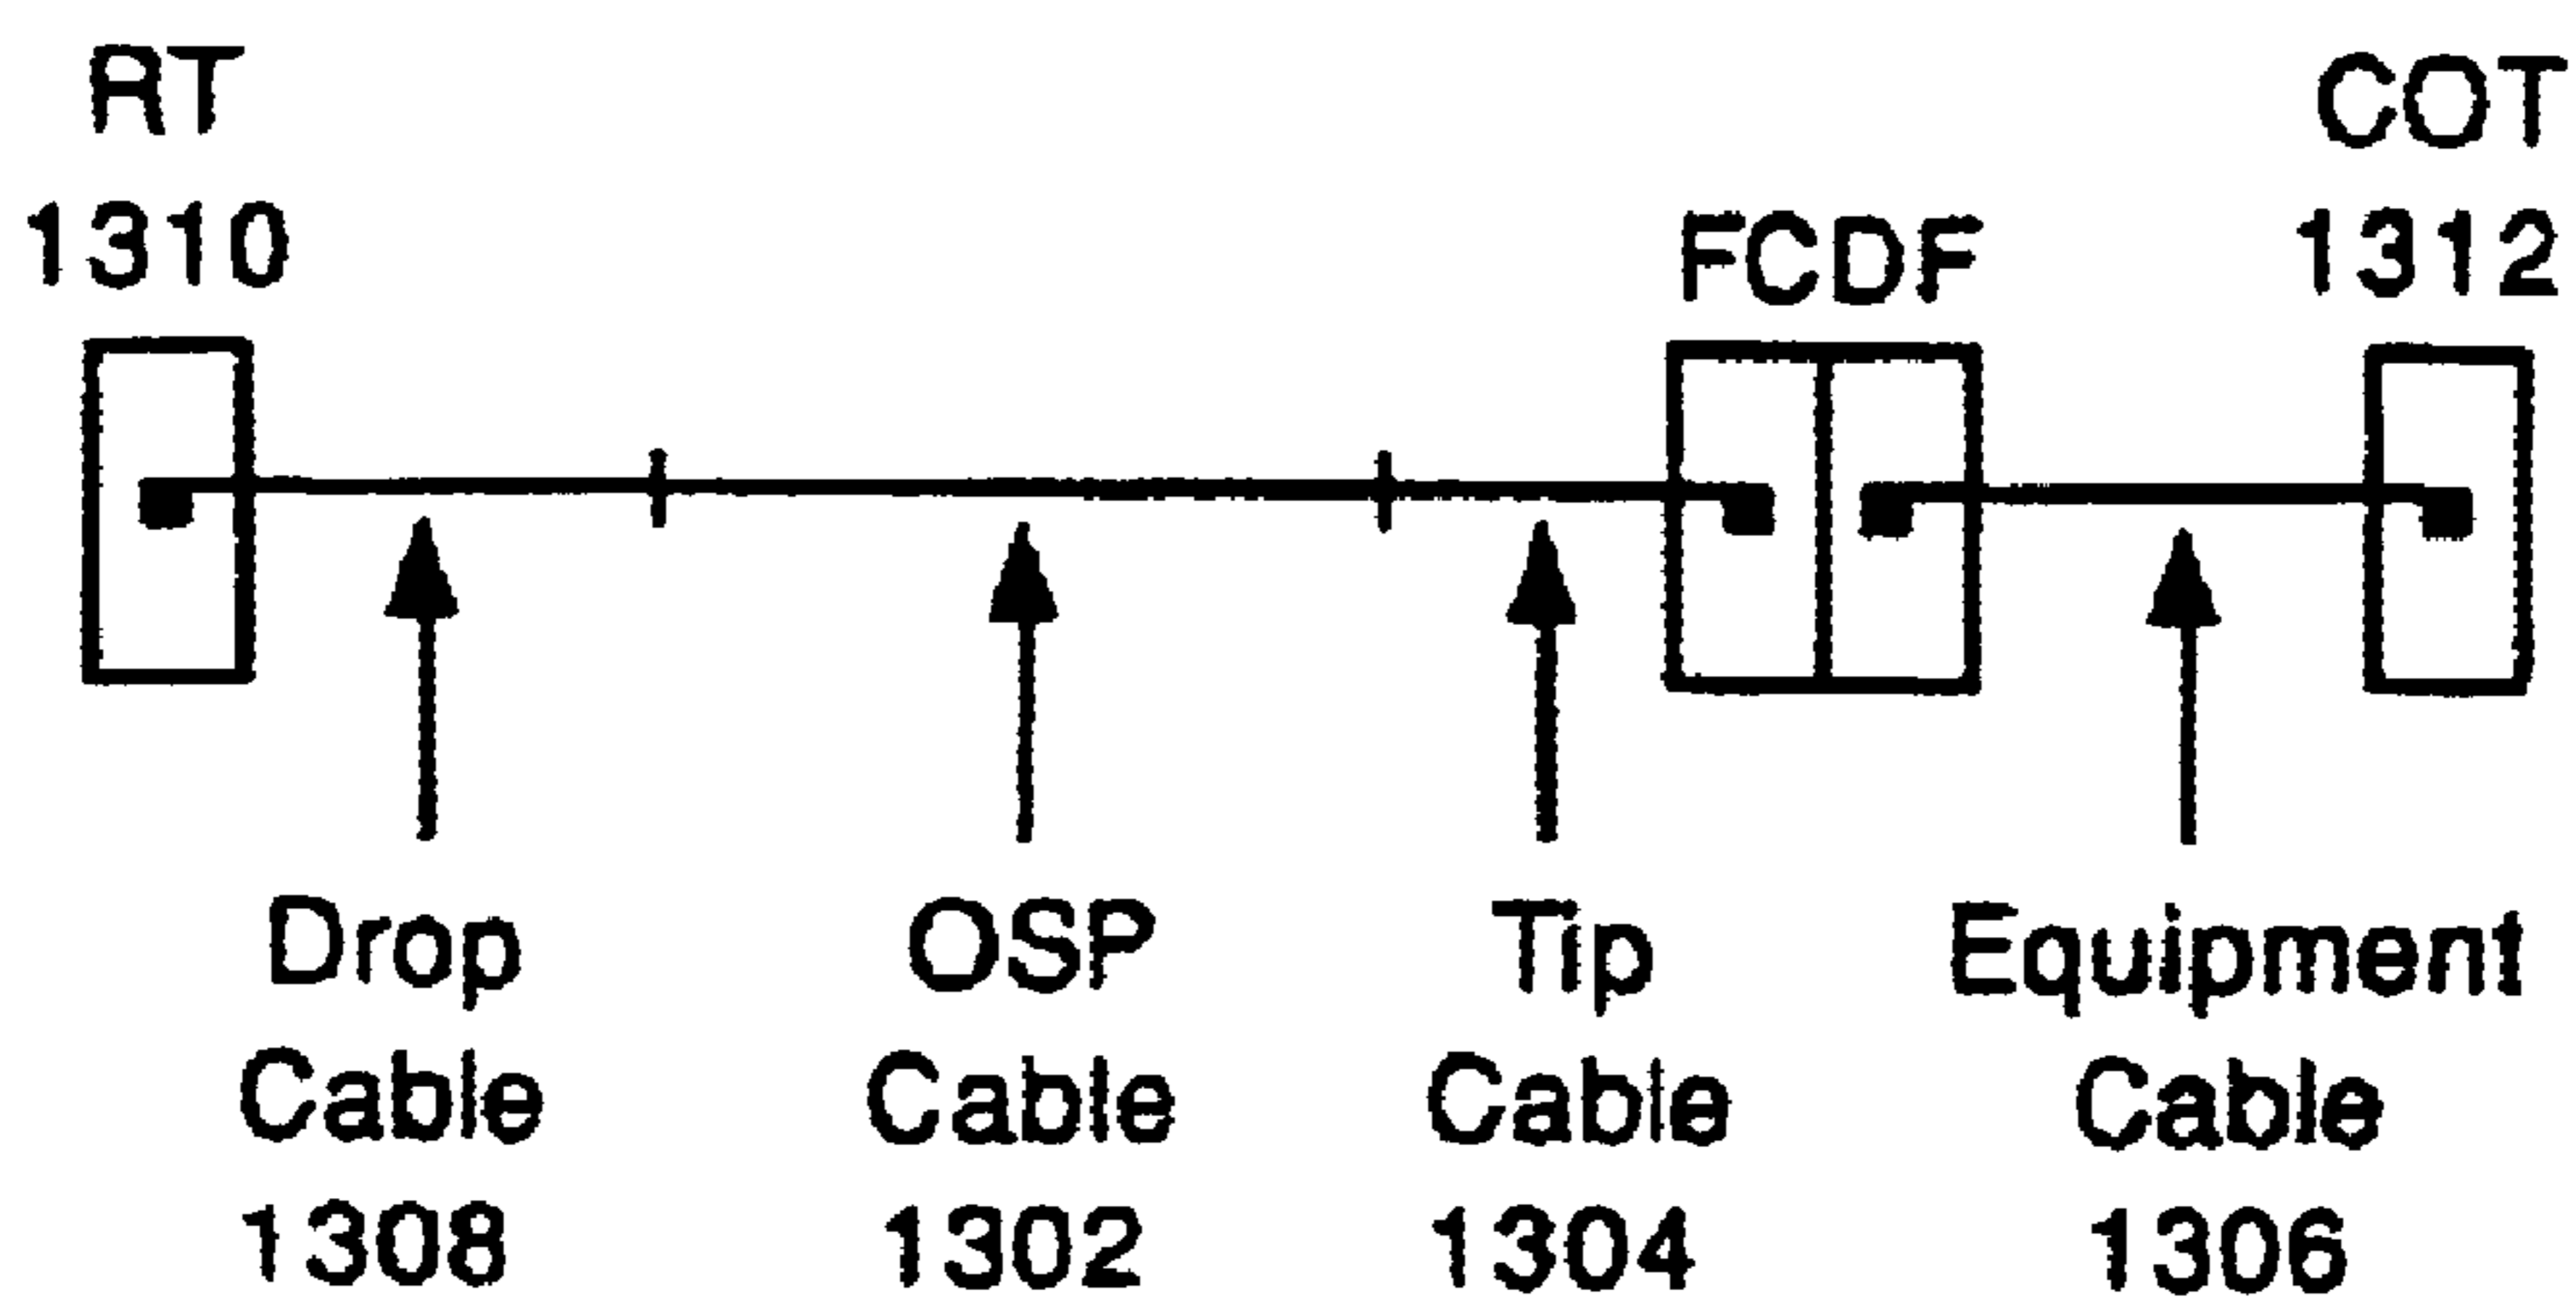 RT
1310
FCDF
COT
1312
Drop
Cable
1308
OSP
Cable
1302
Tip
Cable
1304
Equipment
Cable
1306